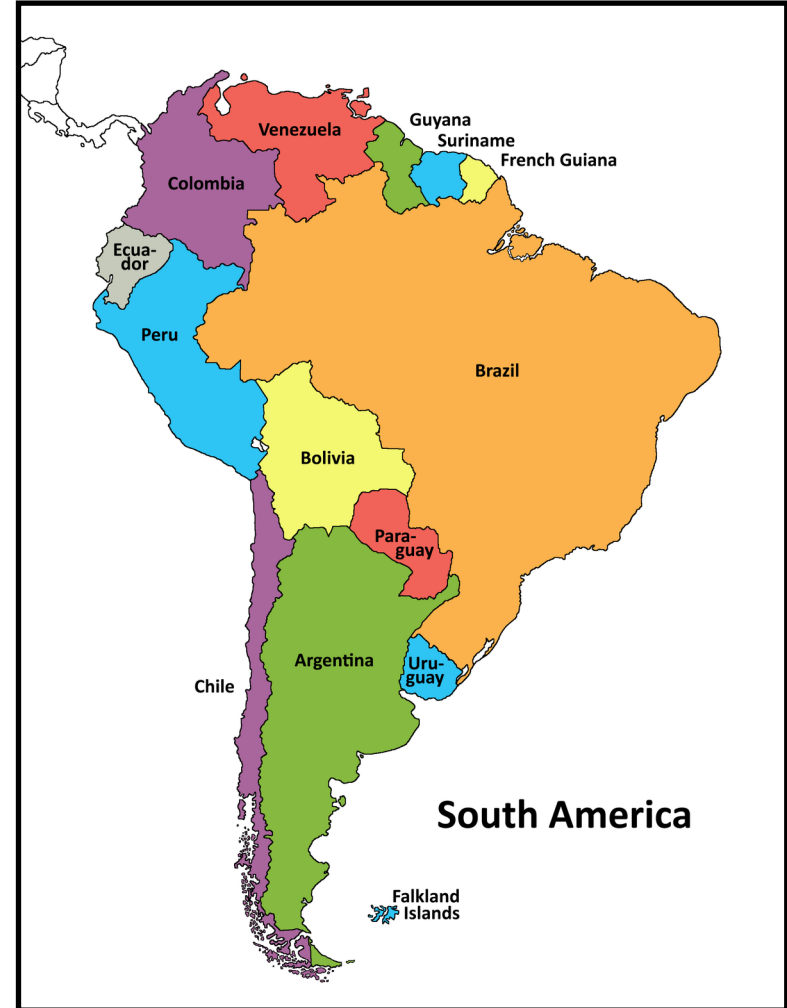 Guyana
Suriname
French Guiana
Venezuela
Colombia
Ecua-
dor
Peru
Brazil
Bolivia
Para-
guay
Argentina
Uru-
guay
Chile
South America
Falkland
Islands